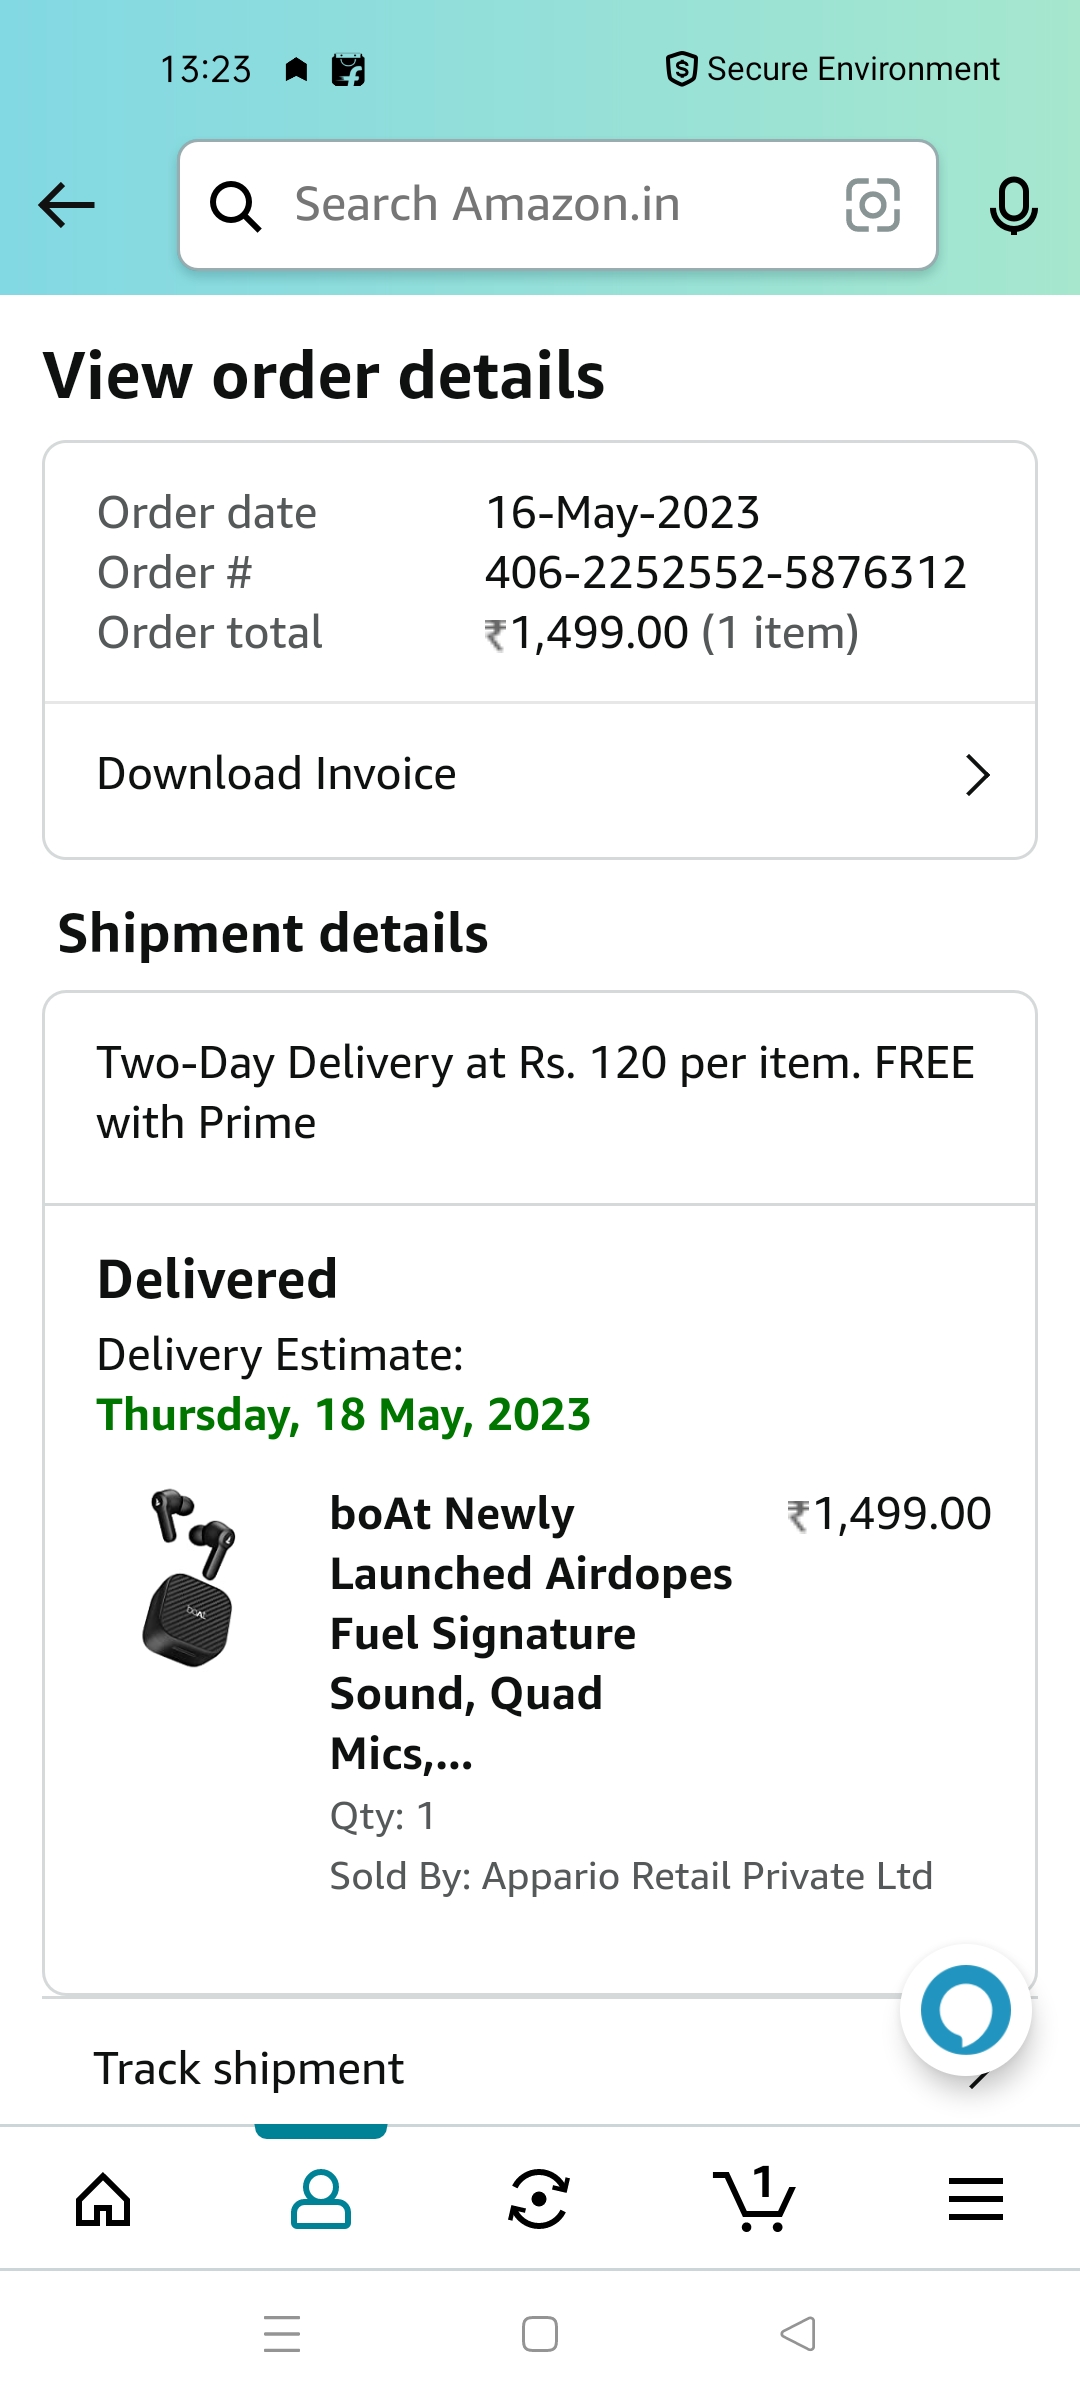 13:23
Secure Environment
Search Amazon.in
View order details
Order date 16-May-2023
Order # 406-2252552-5876312
Order total ₹1,499.00 (1 item)
Download Invoice
Shipment details
Two-Day Delivery at Rs. 120 per item. FREE
with Prime
Delivered
Delivery Estimate:
Thursday, 18 May, 2023
boAt Newly ₹1,499.00
Launched Airdopes
Fuel Signature
Sound, Quad
Mics,...
Qty: 1
Sold By: Appario Retail Private Ltd
boAt
Track shipment
1